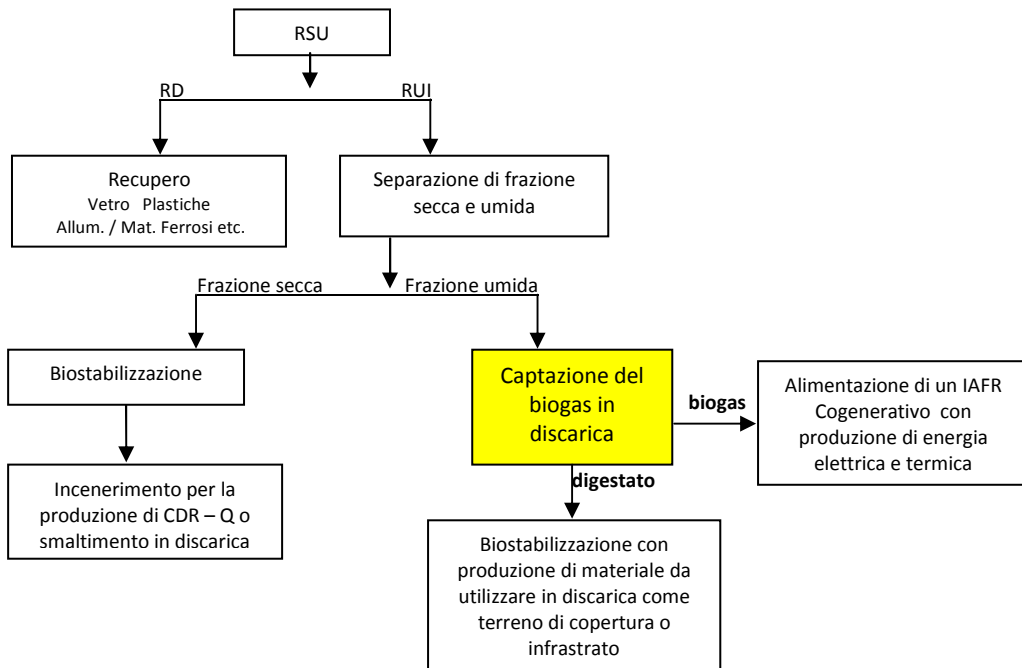 RSU
RD
RUI
Recupero
Vetro Plastiche
Allum. / Mat. Ferrosi etc.
Separazione di frazione
secca e umida
Frazione secca
Frazione umida
Biostabilizzazione
Captazione del
biogas in
discarica
biogas
Alimentazione di un IAFR
Cogenerativo con
produzione di energia
elettrica e termica
digestato
Incenerimento per la
produzione di CDR – Q o
smaltimento in discarica
Biostabilizzazione con
produzione di materiale da
utilizzare in discarica come
terreno di copertura o
infrastrato